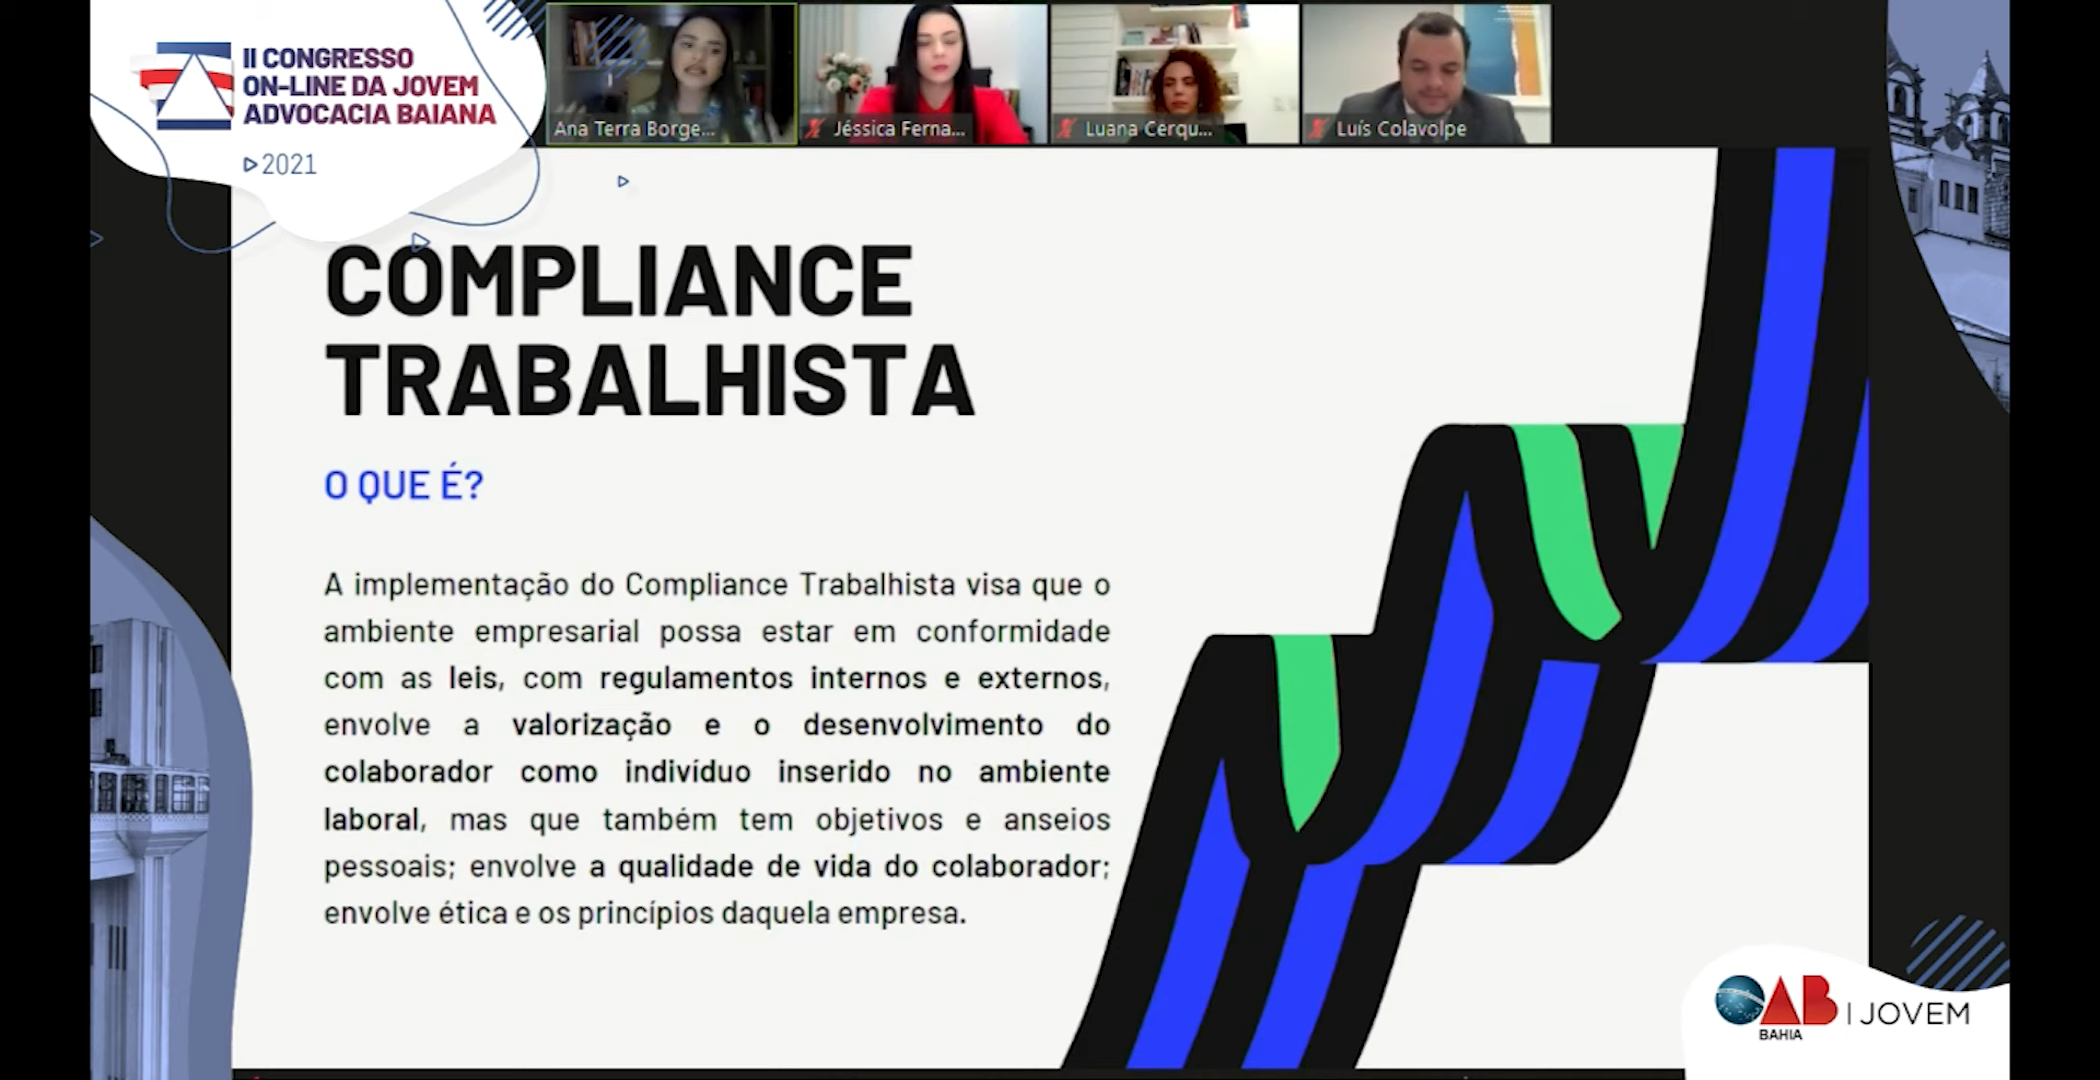 II CONGRESSO
ON-LINE DA JOVEM
ADVOCACIA BAIANA
2021
Ana Terra Borge...
Jéssica Ferna...
Luana Cerqu...
Luís Colavolpe
COMPLIANCE
TRABALHISTA
O QUE É?
A implementação do Compliance Trabalhista visa que o
ambiente empresarial possa estar em conformidade
com as leis, com regulamentos internos e externos,
envolve a valorização e o desenvolvimento do
colaborador como indivíduo inserido no ambiente
laboral, mas que também tem objetivos e anseios
pessoais; envolve a qualidade de vida do colaborador;
envolve ética e os princípios daquela empresa.
OAB | JOVEM
BAHIA